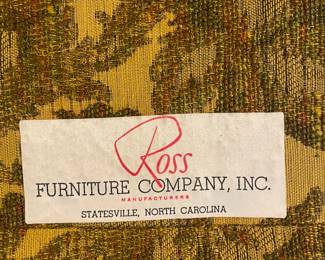 Ross
FURNITURE COMPANY, INC.
MANUFACTURERS
STATESVILLE, NORTH CAROLINA